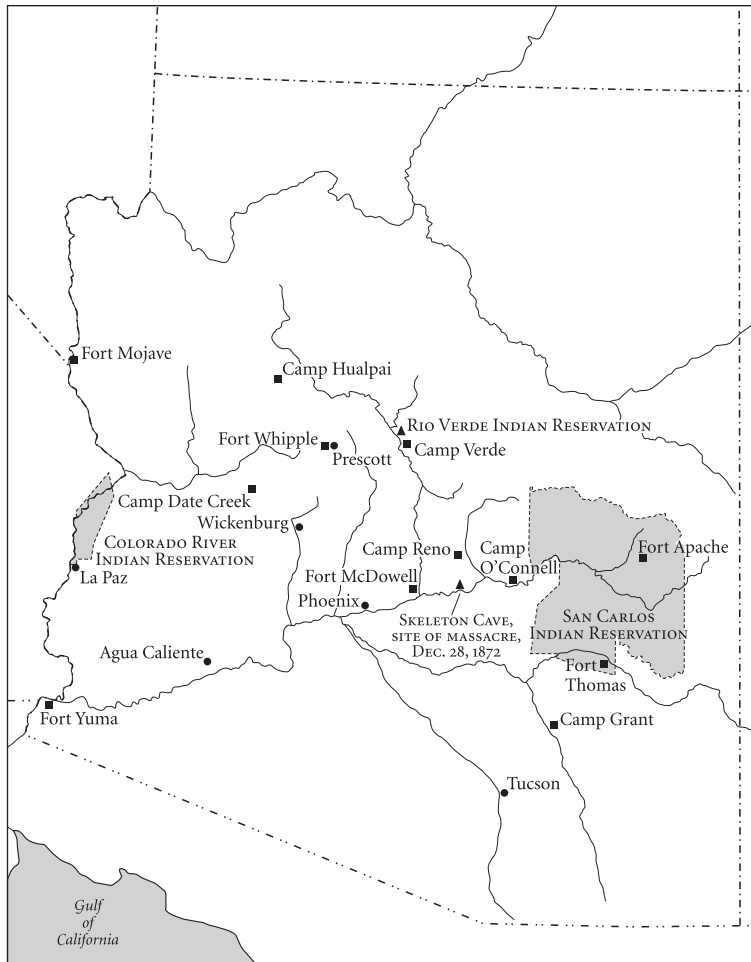 Fort Mojave
Camp Hualpai
Rio Verde Indian Reservation
Fort Whipple
Prescott
Camp Verde
Camp Date Creek
Wickenburg
Colorado River
Indian Reservation
La Paz
Camp Reno
Camp
O’Connell
Fort Apache
Fort McDowell
Phoenix
Skeleton Cave,
site of massacre,
Dec. 28, 1872
San Carlos
Indian Reservation
Agua Caliente
Fort
Thomas
Fort Yuma
Camp Grant
Tucson
Gulf
of
California